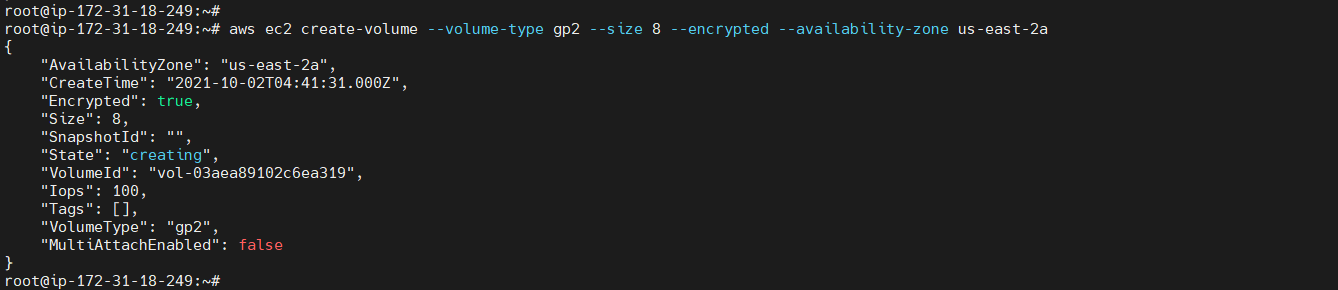 root@ip-172-31-18-249:~#
root@ip-172-31-18-249:~# aws ec2 create-volume --volume-type gp2 --size 8 --encrypted --availability-zone us-east-2a
{
    "AvailabilityZone": "us-east-2a",
    "CreateTime": "2021-10-02T04:41:31.000Z",
    "Encrypted": true,
    "Size": 8,
    "SnapshotId": "",
    "State": "creating",
    "VolumeId": "vol-03aea89102c6ea319",
    "Iops": 100,
    "Tags": [],
    "VolumeType": "gp2",
    "MultiAttachEnabled": false
}
root@ip-172-31-18-249:~#